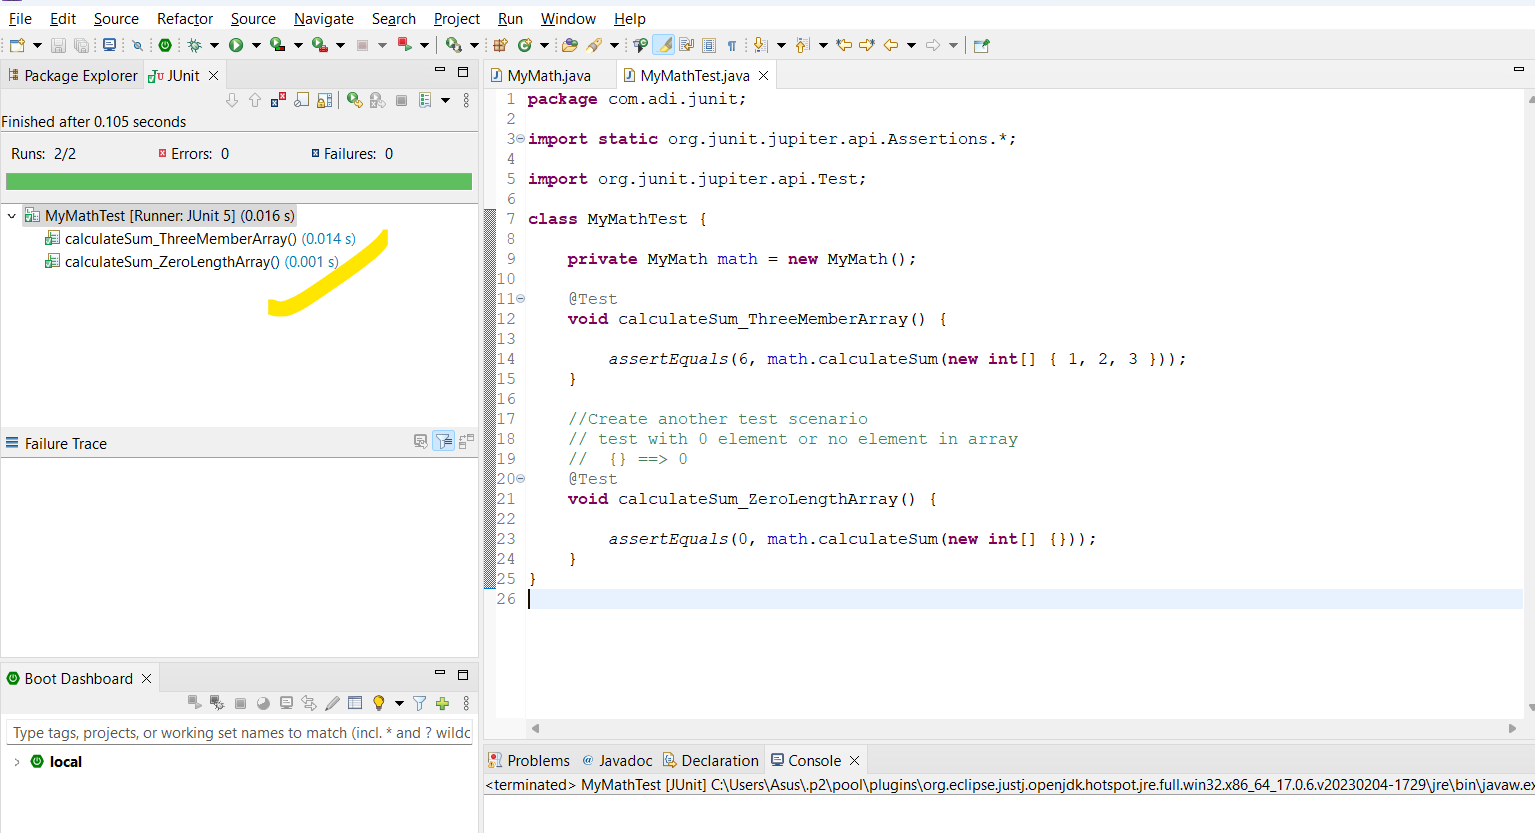 File Edit Source Refactor Source Navigate Search Project Run Window Help
Package Explorer JUnit
Finished after 0.105 seconds
Runs: 2/2 Errors: 0 Failures: 0
MyMathTest [Runner: JUnit 5] (0.016 s)
calculateSum_ThreeMemberArray() (0.014 s)
calculateSum_ZeroLengthArray() (0.001 s)
Failure Trace
Boot Dashboard
Type tags, projects, or working set names to match (incl. * and ? wildc
local
MyMath.java MyMathTest.java
1 package com.adi.junit;
2
3 import static org.junit.jupiter.api.Assertions.*;
4
5 import org.junit.jupiter.api.Test;
6
7 class MyMathTest {
8
9 private MyMath math = new MyMath();
10
11 @Test
12 void calculateSum_ThreeMemberArray() {
13
14 assertEquals(6, math.calculateSum(new int[] { 1, 2, 3 }));
15 }
16
17 //Create another test scenario
18 // test with 0 element or no element in array
19 // {} ==> 0
20 @Test
21 void calculateSum_ZeroLengthArray() {
22
23 assertEquals(0, math.calculateSum(new int[] {}));
24 }
25 }
26
Problems Javadoc Declaration Console
<terminated> MyMathTest [JUnit] C:\Users\Asus\.p2\pool\plugins\org.eclipse.justj.openjdk.hotspot.jre.full.win32.x86_64_17.0.6.v20230204-1729\jre\bin\javaw.ex